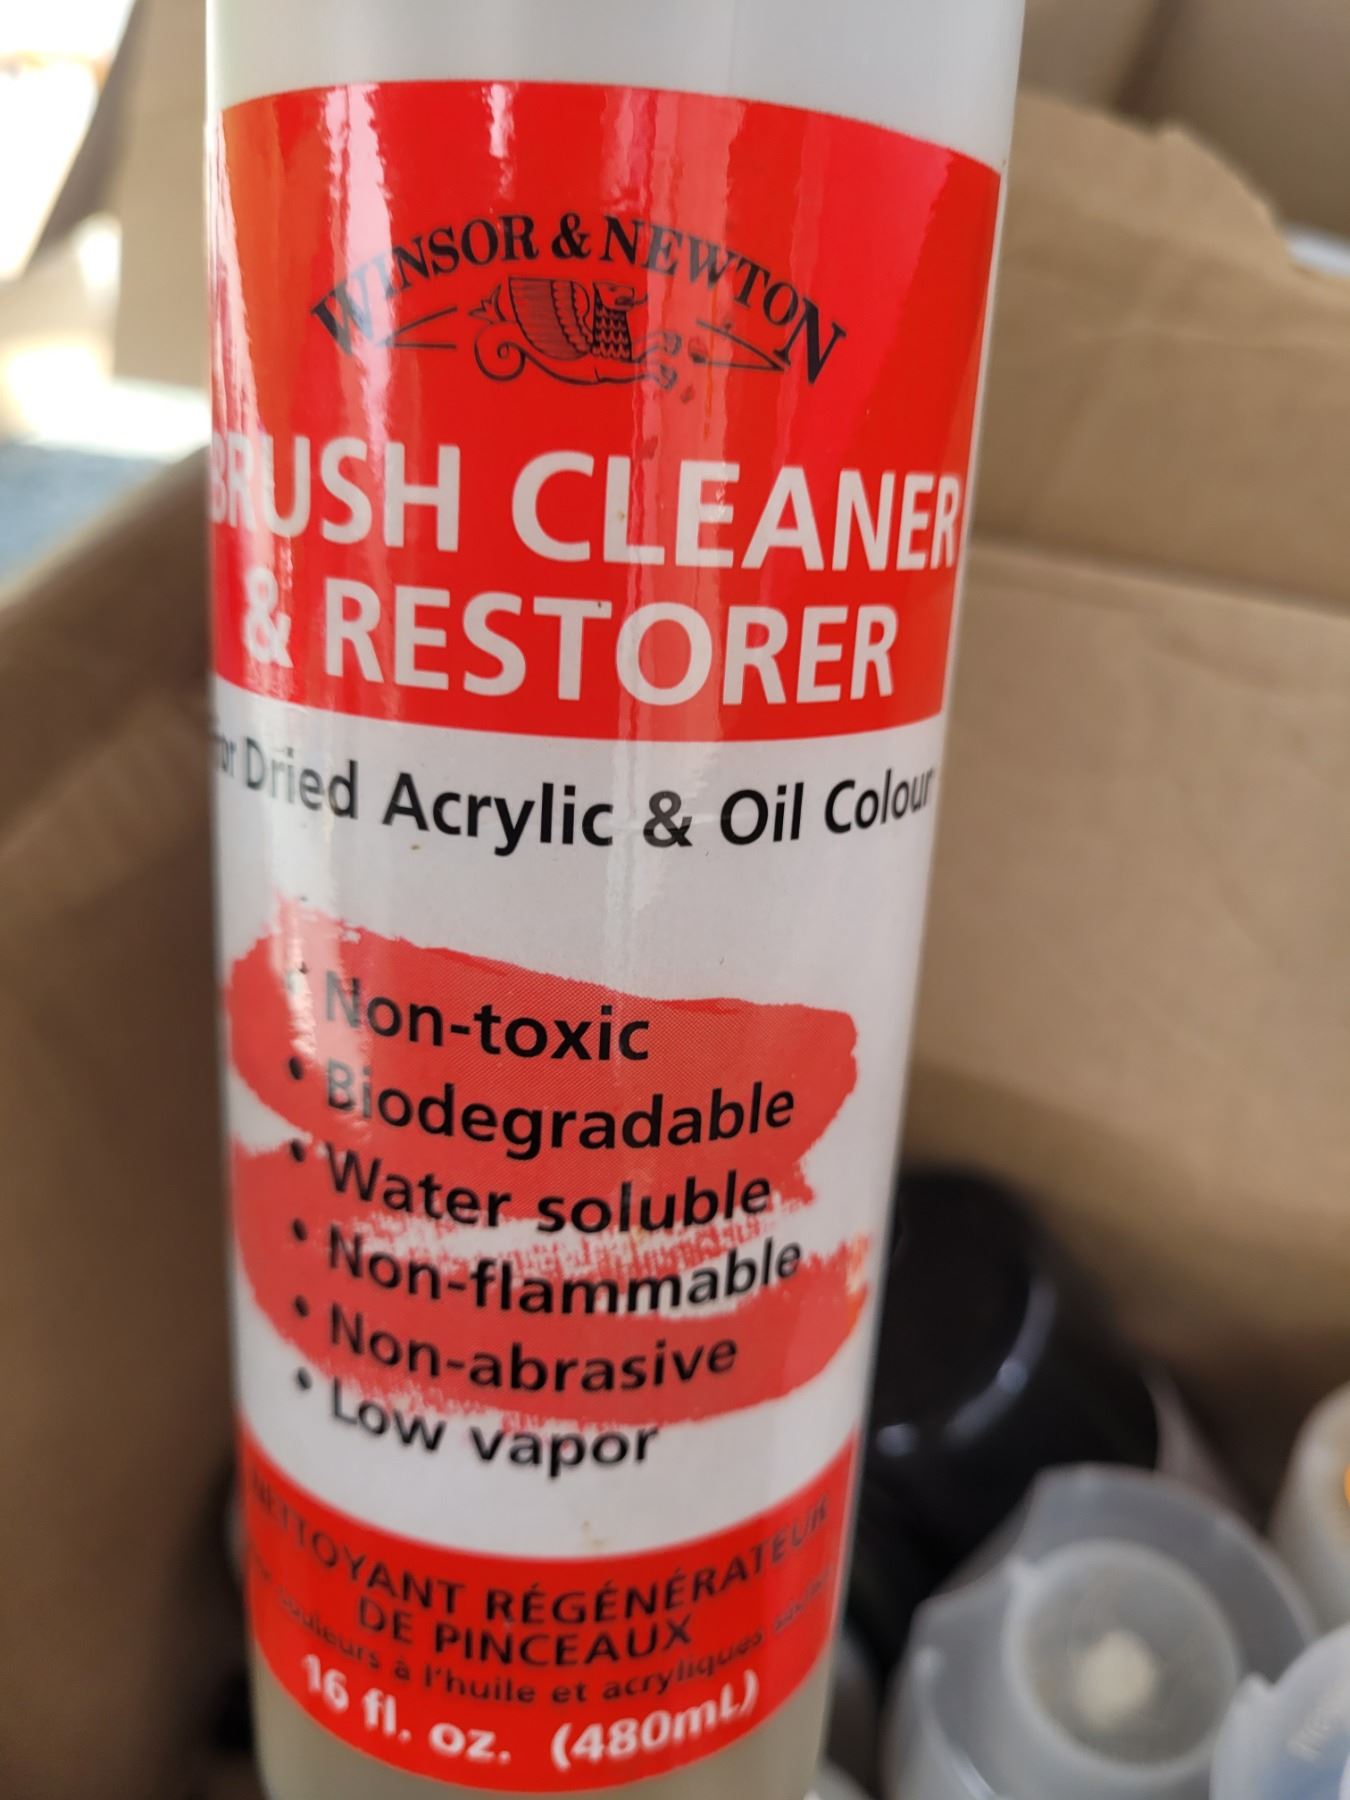 WINSOR & NEWTON
BRUSH CLEANER
& RESTORER
for Dried Acrylic & Oil Colour
• Non-toxic
• Biodegradable
• Water soluble
• Non-flammable
• Non-abrasive
• Low vapor
NETTOYANT RÉGÉNÉRATEUR
DE PINCEAUX
couleurs à l'huile et acryliques
16 fl. oz. (480mL)